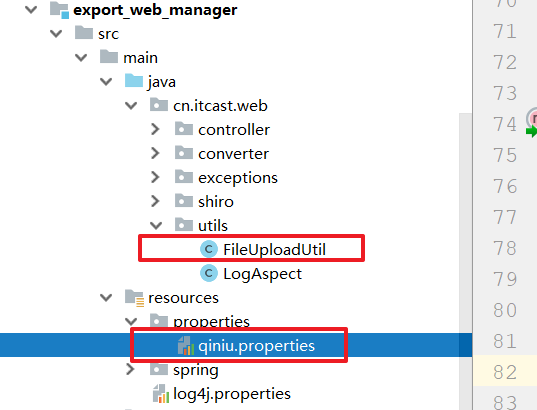 export_web_manager
src
main
java
cn.itcast.web
controller
converter
exceptions
shiro
utils
C FileUploadUtil
C LogAspect
resources
properties
qiniu.properties
spring
log4j.properties
70
71
72
73
74
75
76
77
78
79
80
81
82
83